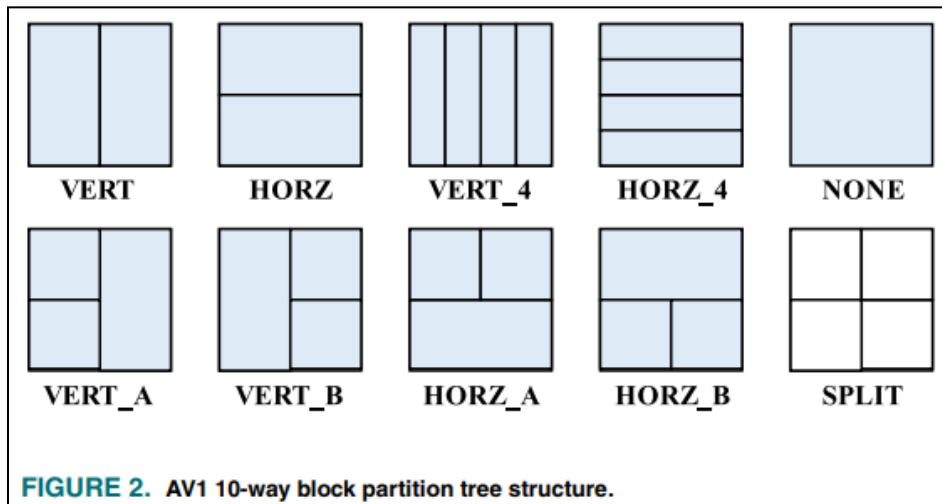 VERT HORZ VERT_4 HORZ_4 NONE
VERT_A VERT_B HORZ_A HORZ_B SPLIT
FIGURE 2. AV1 10-way block partition tree structure.